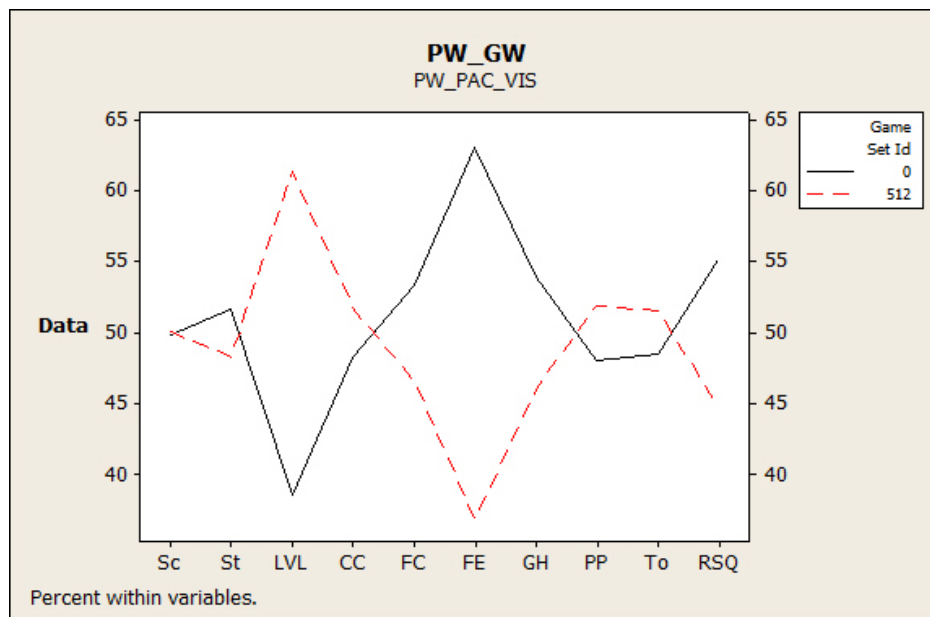 PW_GW
PW_PAC_VIS
65
60
55
50
45
40
Data
65
60
55
50
45
40
Game
Set Id
0
512
Sc St LVL CC FC FE GH PP To RSQ
Percent within variables.